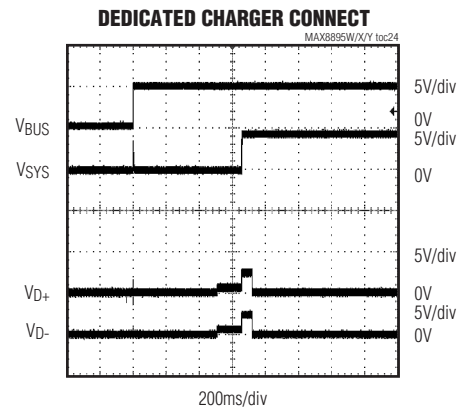 DEDICATED CHARGER CONNECT
MAX8895W/X/Y toc24
5V/div
VBUS
0V
5V/div
VSYS
0V
5V/div
VD+
0V
5V/div
VD-
0V
200ms/div